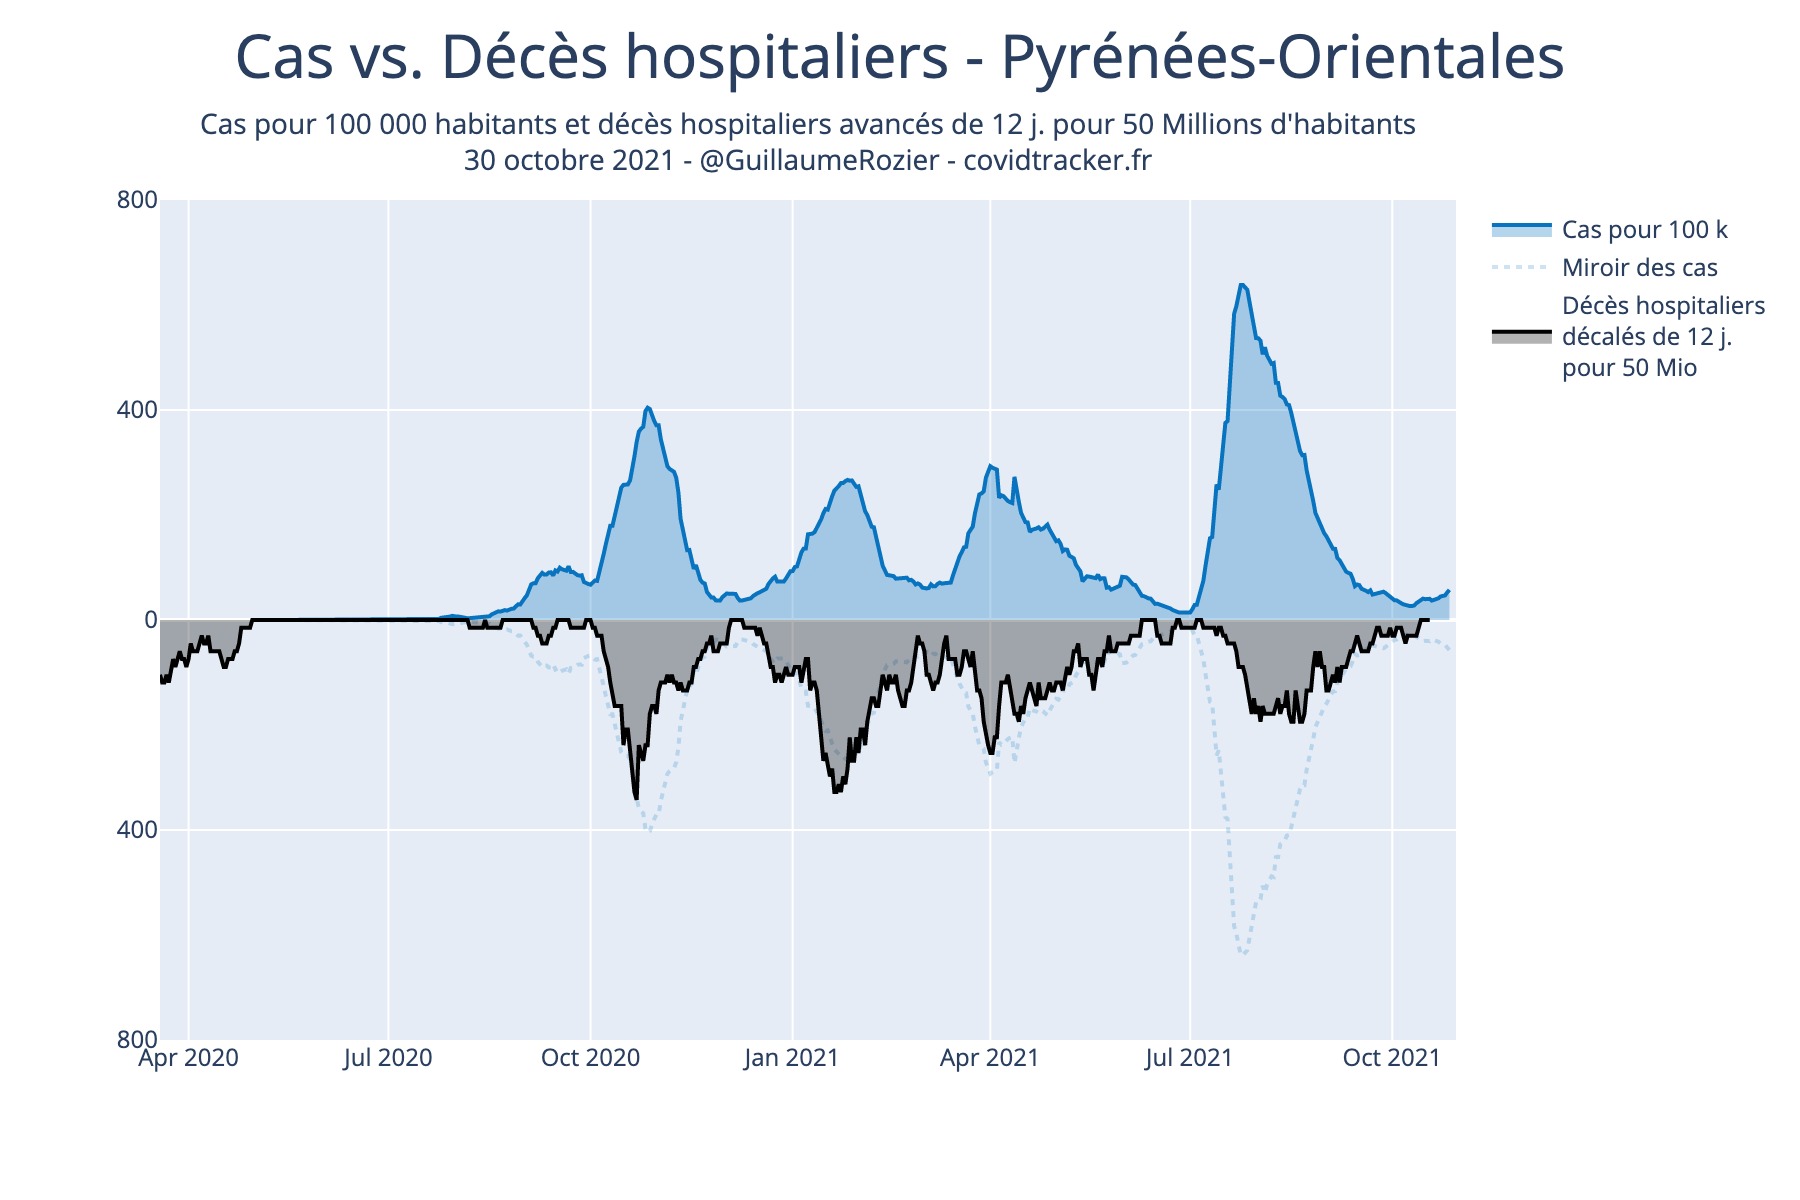 Cas vs. Décès hospitaliers - Pyrénées-Orientales
Cas pour 100 000 habitants et décès hospitaliers avancés de 12 j. pour 50 Millions d'habitants
30 octobre 2021 - @GuillaumeRozier - covidtracker.fr
800
400
0
400
800
Apr 2020
Jul 2020
Oct 2020
Jan 2021
Apr 2021
Jul 2021
Oct 2021
Cas pour 100 k
Miroir des cas
Décès hospitaliers
décalés de 12 j.
pour 50 Mio